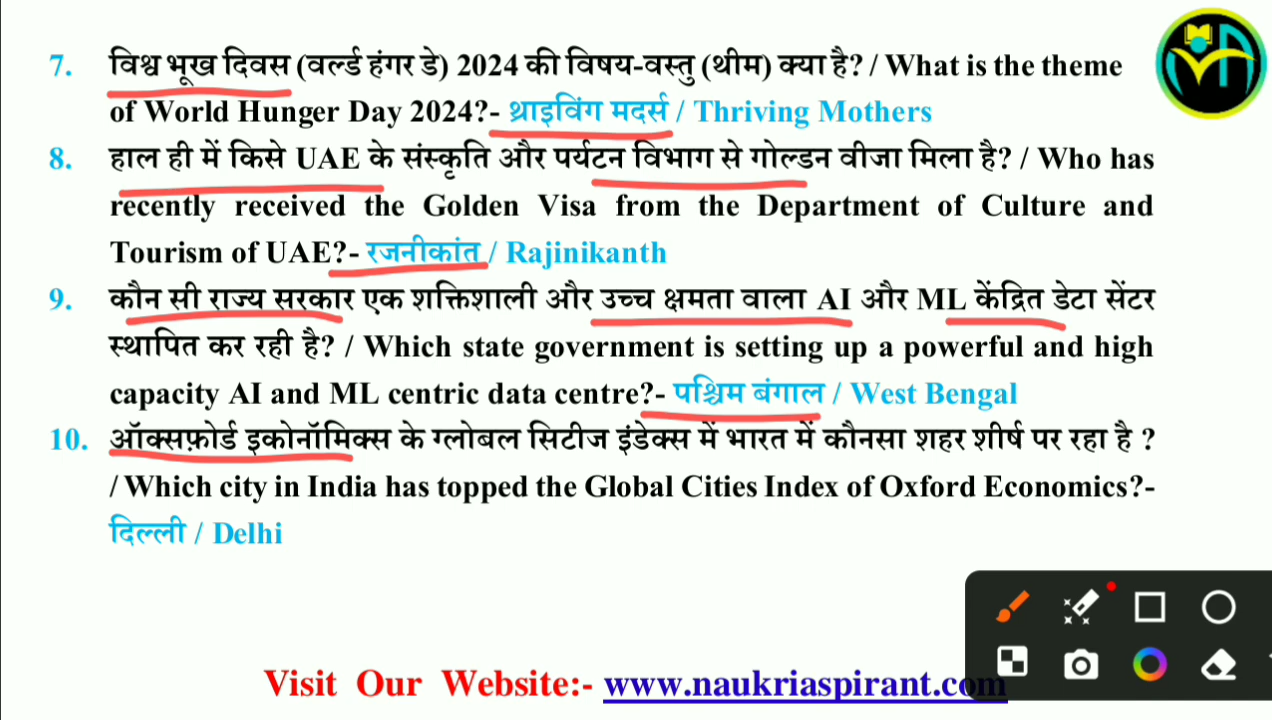 7. विश्व भूख दिवस (वर्ल्ड हंगर डे) 2024 की विषय-वस्तु (थीम) क्या है? / What is the theme
of World Hunger Day 2024?- थ्राइविंग मदर्स / Thriving Mothers
8. हाल ही में किसे UAE के संस्कृति और पर्यटन विभाग से गोल्डन वीजा मिला है? / Who has
recently received the Golden Visa from the Department of Culture and
Tourism of UAE?- रजनीकांत / Rajinikanth
9. कौन सी राज्य सरकार एक शक्तिशाली और उच्च क्षमता वाला AI और ML केंद्रित डेटा सेंटर
स्थापित कर रही है? / Which state government is setting up a powerful and high
capacity AI and ML centric data centre?- पश्चिम बंगाल / West Bengal
10. ऑक्सफ़ोर्ड इकोनॉमिक्स के ग्लोबल सिटीज इंडेक्स में भारत में कौनसा शहर शीर्ष पर रहा है ?
/ Which city in India has topped the Global Cities Index of Oxford Economics?-
दिल्ली / Delhi
Visit Our Website:- www.naukriaspirant.com